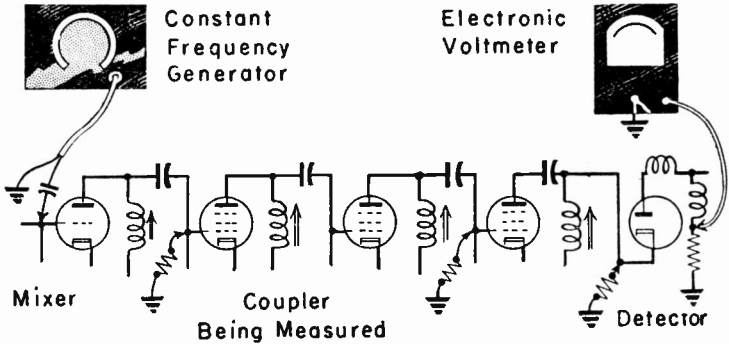 Constant
Frequency
Generator
Electronic
Voltmeter
Mixer
Coupler
Being Measured
Detector